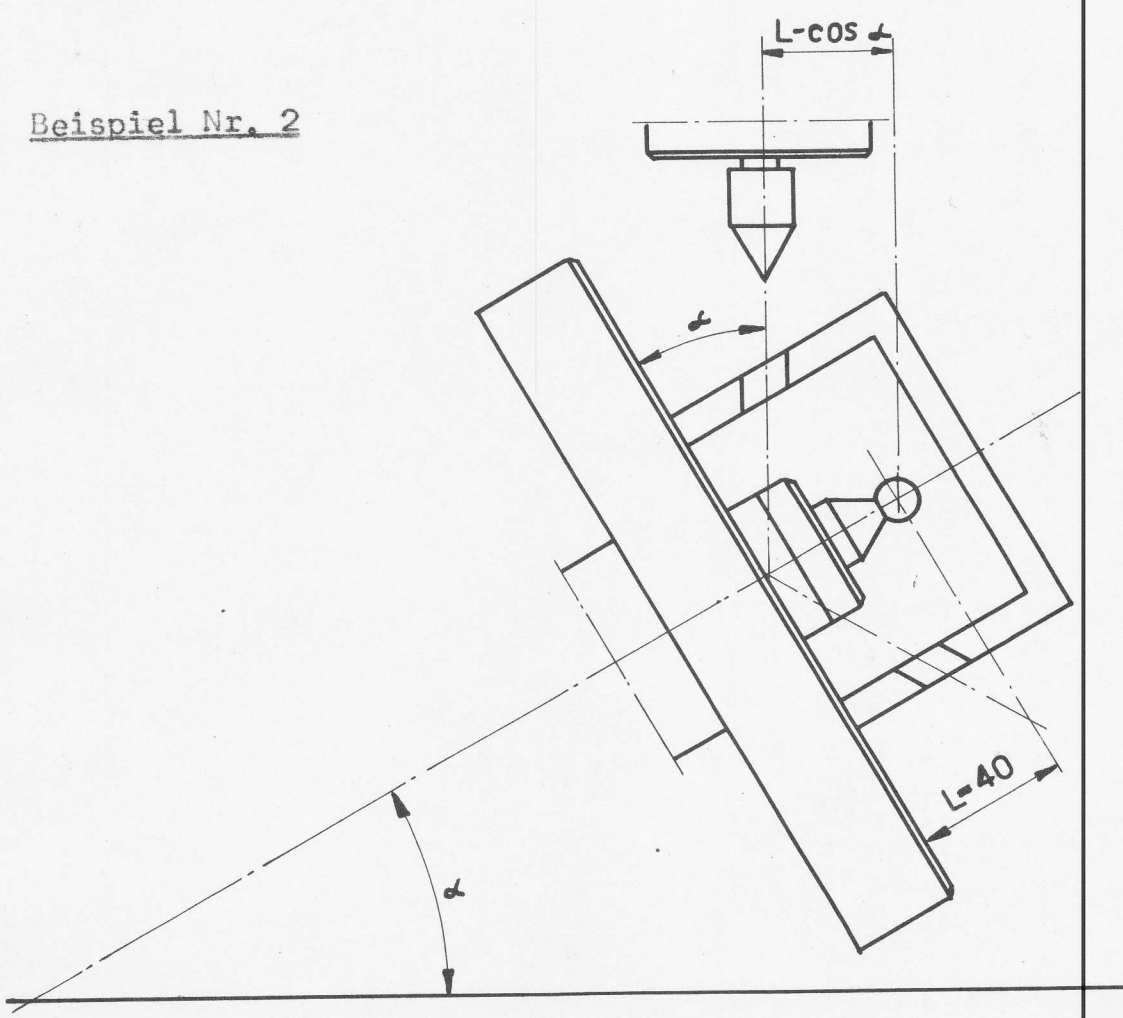 L-cos α
Beispiel Nr. 2
α
L=40
α